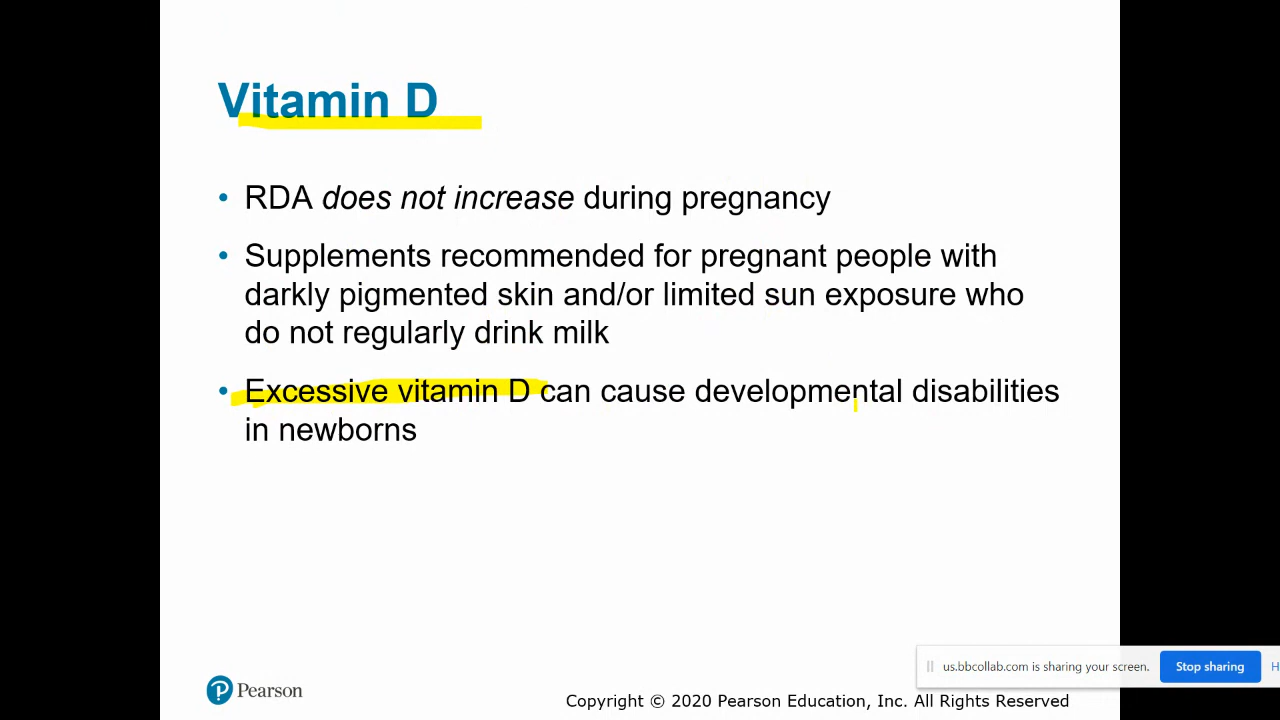 Vitamin D
• RDA does not increase during pregnancy
• Supplements recommended for pregnant people with
darkly pigmented skin and/or limited sun exposure who
do not regularly drink milk
• Excessive vitamin D can cause developmental disabilities
in newborns
us.bbcollab.com is sharing your screen. Stop sharing H
Pearson
Copyright © 2020 Pearson Education, Inc. All Rights Reserved